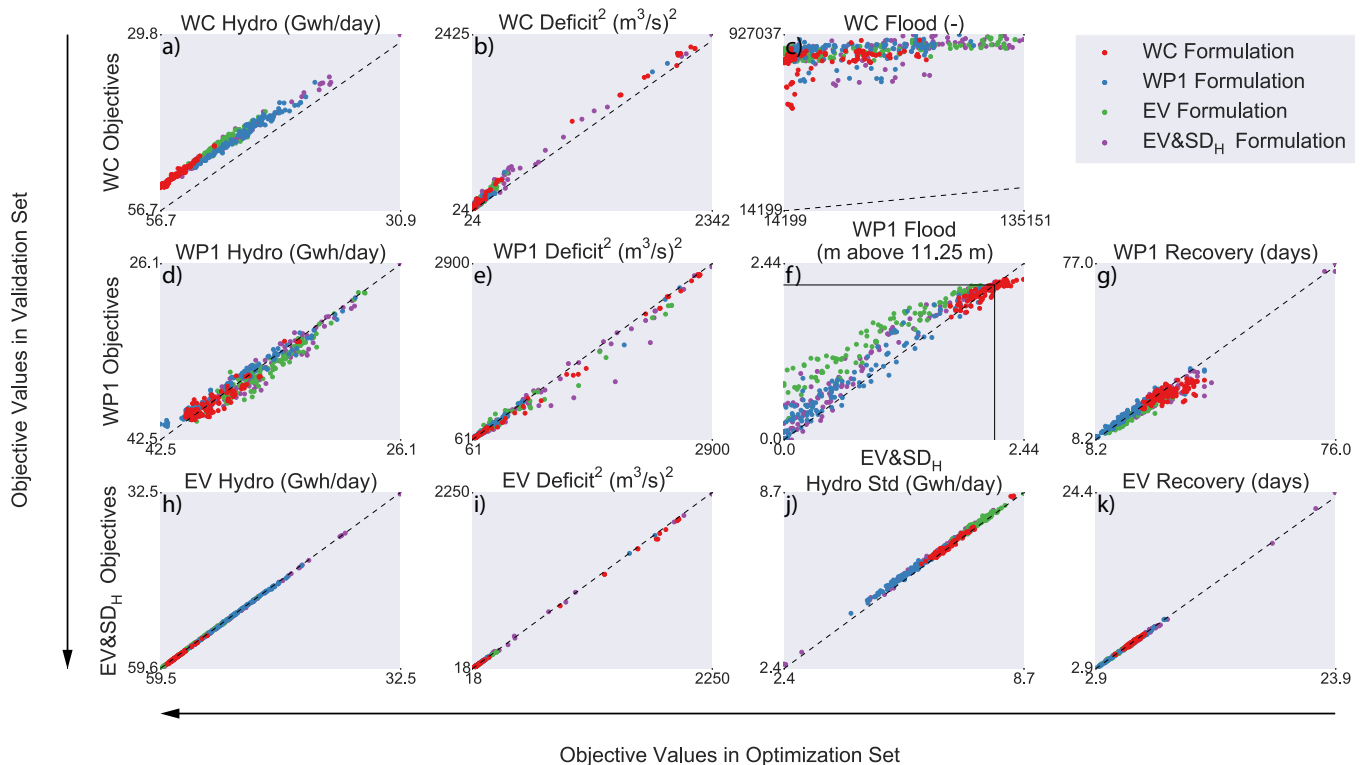 WC Hydro (Gwh/day)
WC Deficit² (m³/s)²
WC Flood (-)
29.8
a)
2425
b)
927037
c)
WC Formulation
WP1 Formulation
EV Formulation
EV&SD_H Formulation
WC Objectives
56.7
56.7
30.9
24
24
2342
14199
14199
135151
WP1 Hydro (Gwh/day)
WP1 Deficit² (m³/s)²
WP1 Flood
(m above 11.25 m)
WP1 Recovery (days)
26.1
d)
2900
e)
2.44
f)
77.0
g)
WP1 Objectives
42.5
42.5
26.1
61
61
2900
0.0
0.0
2.44
8.2
8.2
76.0
EV Hydro (Gwh/day)
EV Deficit² (m³/s)²
EV&SD_H
Hydro Std (Gwh/day)
EV Recovery (days)
32.5
h)
2250
i)
8.7
j)
24.4
k)
EV&SD_H Objectives
59.6
59.5
32.5
18
18
2250
2.4
2.4
8.7
2.9
2.9
23.9
Objective Values in Validation Set
Objective Values in Optimization Set